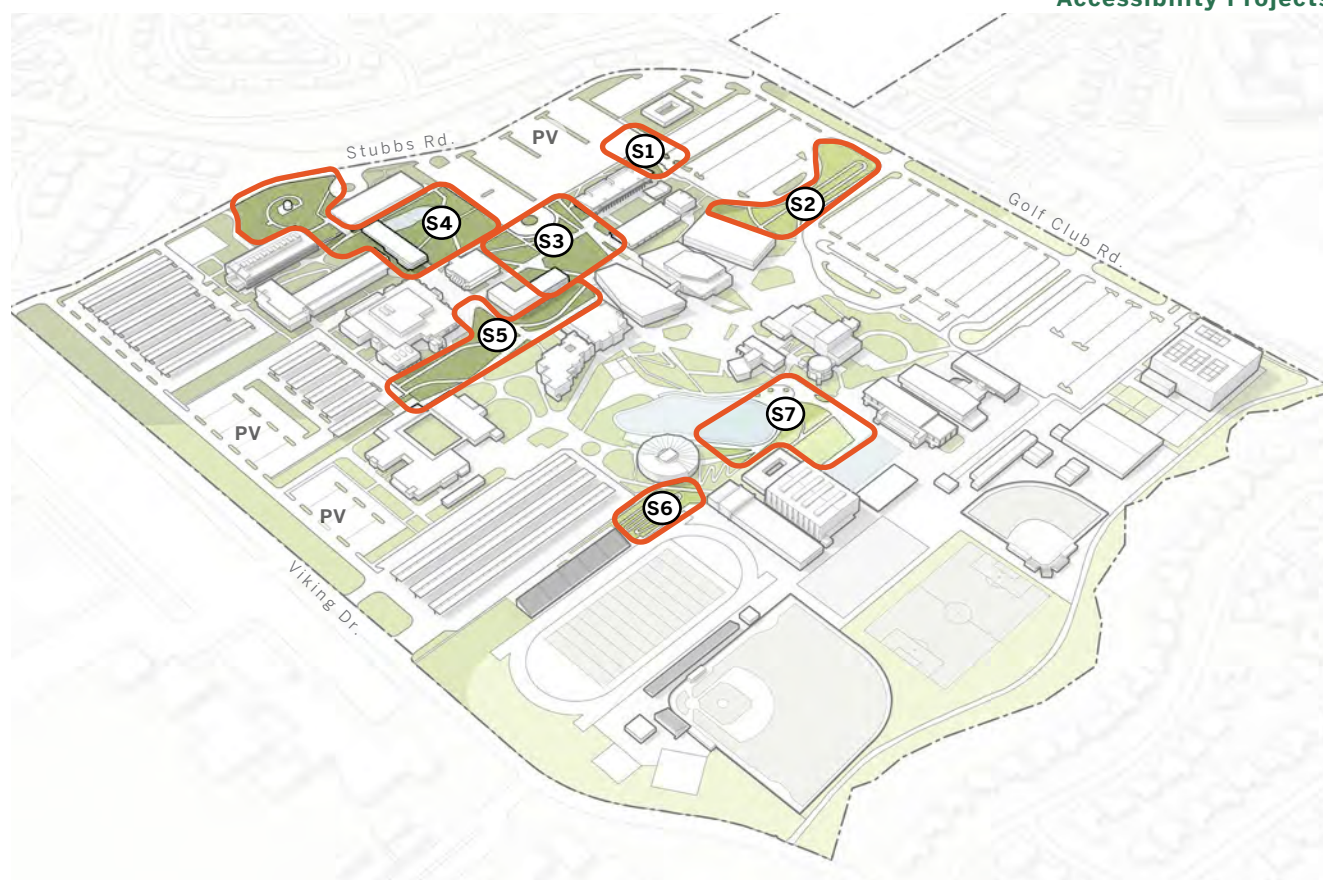 Accessibility Projects
Stubbs Rd.
PV
S1
S2
Golf Club Rd.
S4
S3
S5
S7
PV
S6
PV
Viking Dr.